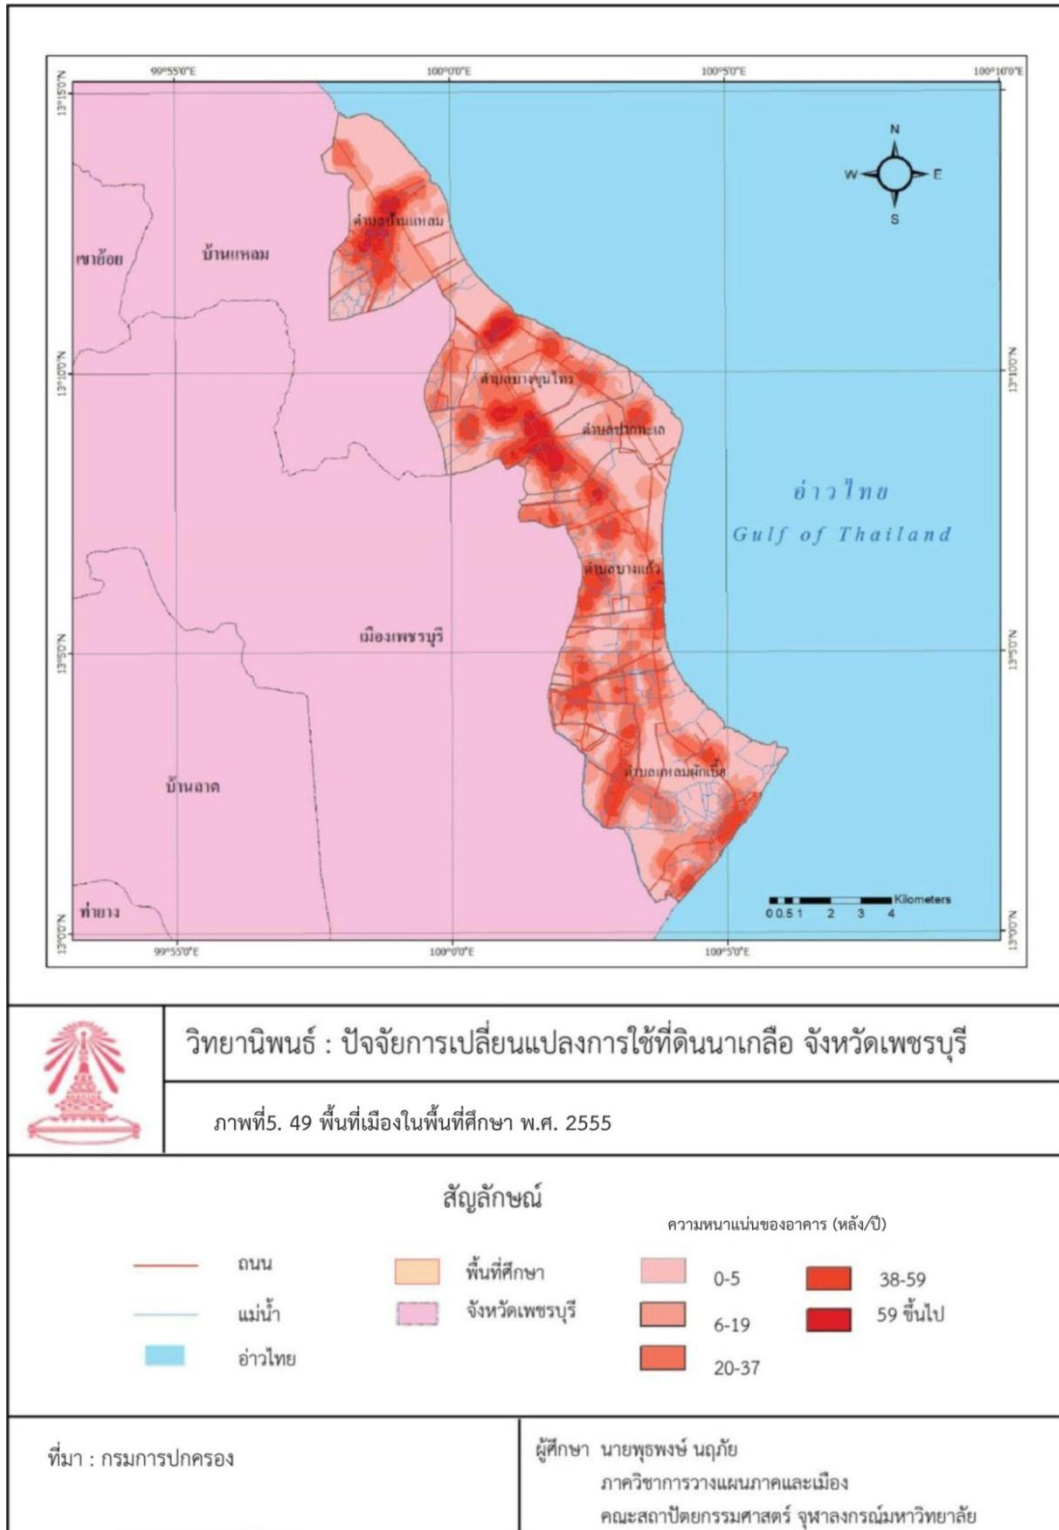 99°55'0"E 100°0'0"E 100°5'0"E 100°10'0"E
13°15'0"N
N
W E
S
ตำบลบ้านแหลม
เขาย้อย
บ้านแหลม
13°10'0"N 13°10'0"N
ตำบลบางขุนไทร
ตำบลปากทะเล
อ่าวไทย
Gulf of Thailand
ตำบลบางแก้ว
เมืองเพชรบุรี
13°5'0"N 13°5'0"N
ตำบลแหลมผักเบี้ย
บ้านลาด
ท่ายาง
Kilometers
0 0.5 1 2 3 4
13°0'0"N 13°0'0"N
99°55'0"E 100°0'0"E 100°5'0"E
วิทยานิพนธ์ : ปัจจัยการเปลี่ยนแปลงการใช้ที่ดินนาเกลือ จังหวัดเพชรบุรี
ภาพที่5. 49 พื้นที่เมืองในพื้นที่ศึกษา พ.ศ. 2555
สัญลักษณ์
ความหนาแน่นของอาคาร (หลัง/ปี)
ถนน พื้นที่ศึกษา 0-5 38-59
แม่น้ำ จังหวัดเพชรบุรี 6-19 59 ขึ้นไป
อ่าวไทย 20-37
ที่มา : กรมการปกครอง
ผู้ศึกษา นายพุธพงษ์ นฤภัย
ภาควิชาการวางแผนภาคและเมือง
คณะสถาปัตยกรรมศาสตร์ จุฬาลงกรณ์มหาวิทยาลัย